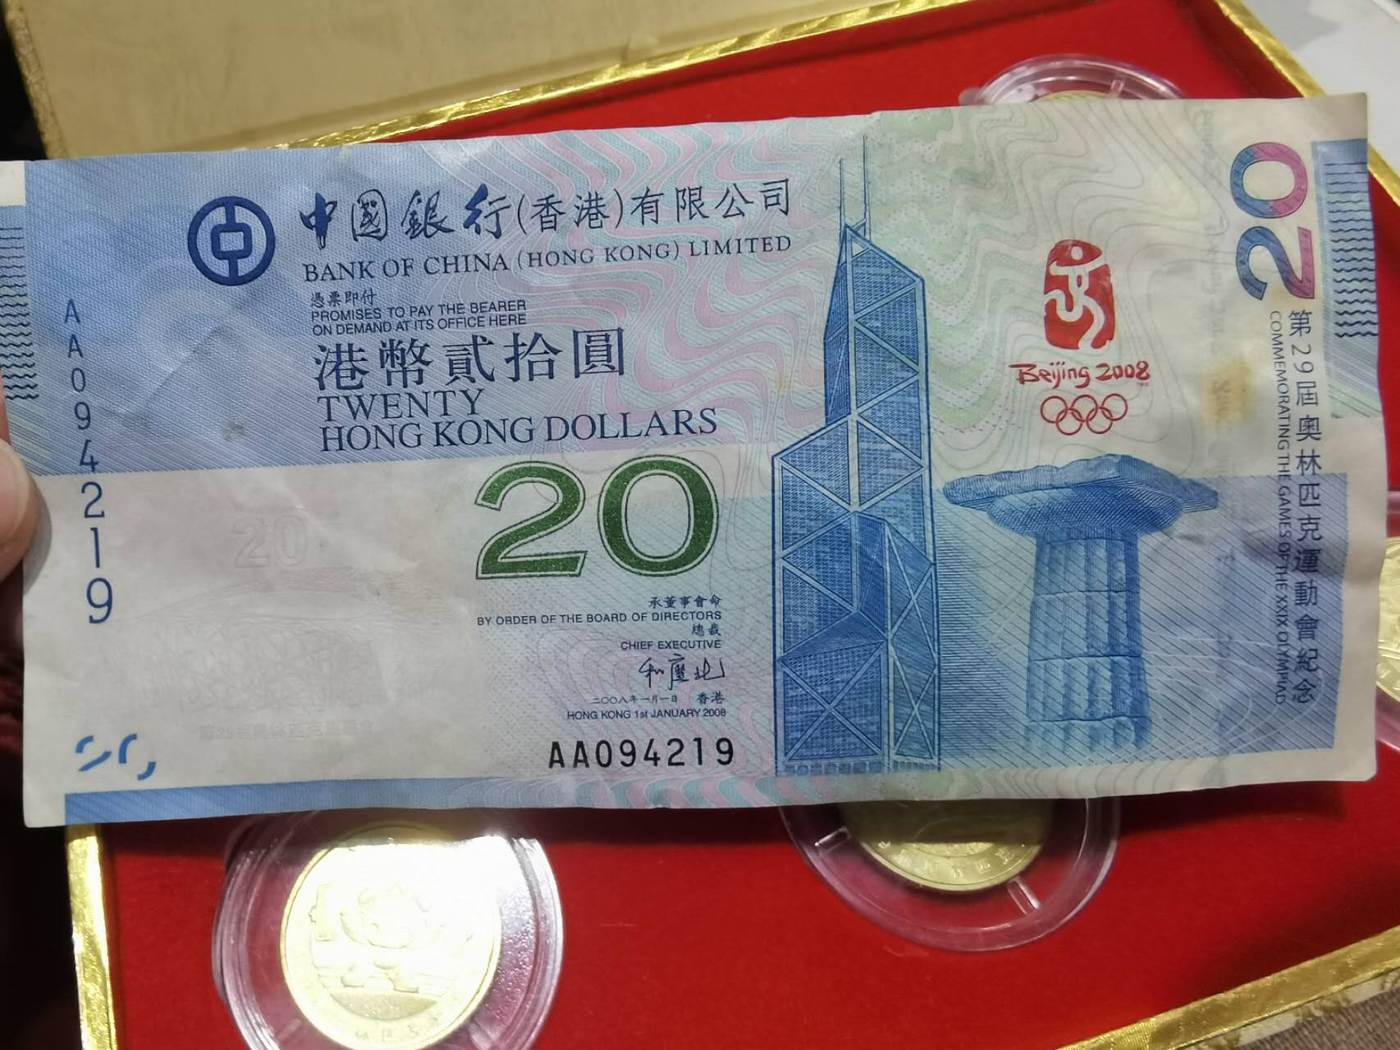 中國銀行(香港)有限公司
BANK OF CHINA (HONG KONG) LIMITED
憑票即付
PROMISES TO PAY THE BEARER
ON DEMAND AT ITS OFFICE HERE
港幣貳拾圓
TWENTY
HONG KONG DOLLARS
20
承董事會命
BY ORDER OF THE BOARD OF DIRECTORS
總裁
CHIEF EXECUTIVE
和廣北
二〇〇八年一月一日 香港
HONG KONG 1st JANUARY 2008
AA094219
AA094219
20
Beijing 2008
20
第29屆奧林匹克運動會紀念
COMMEMORATING THE GAMES OF THE XXIX OLYMPIAD